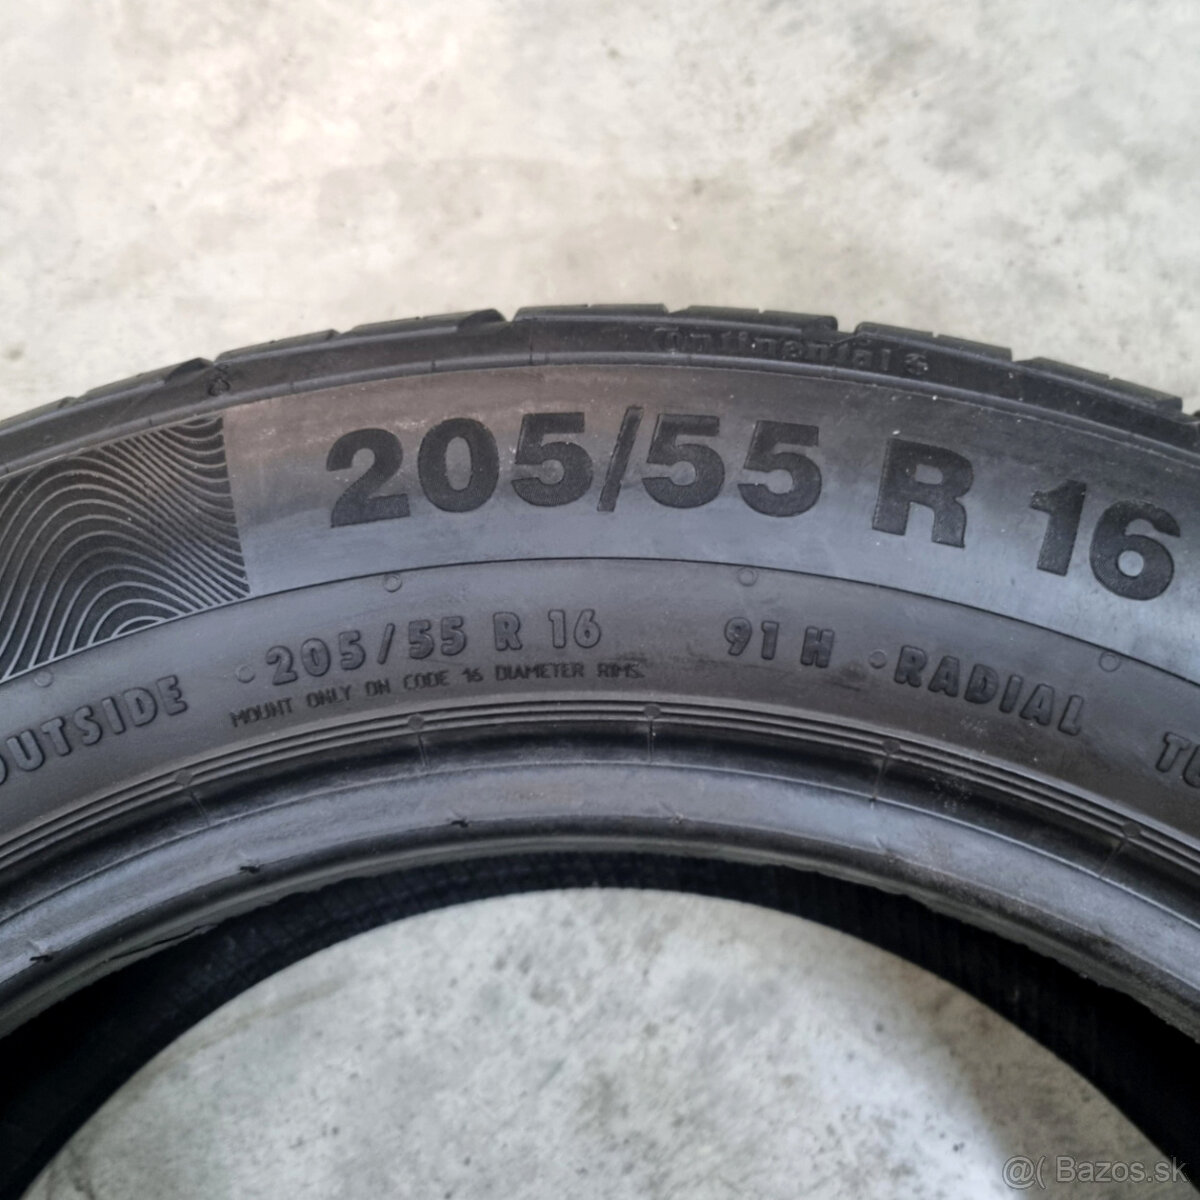 Continental
205/55 R 16
OUTSIDE 205/55 R 16 91 H RADIAL
MOUNT ONLY ON CODE 16 DIAMETER RIMS.
@( Bazos.sk